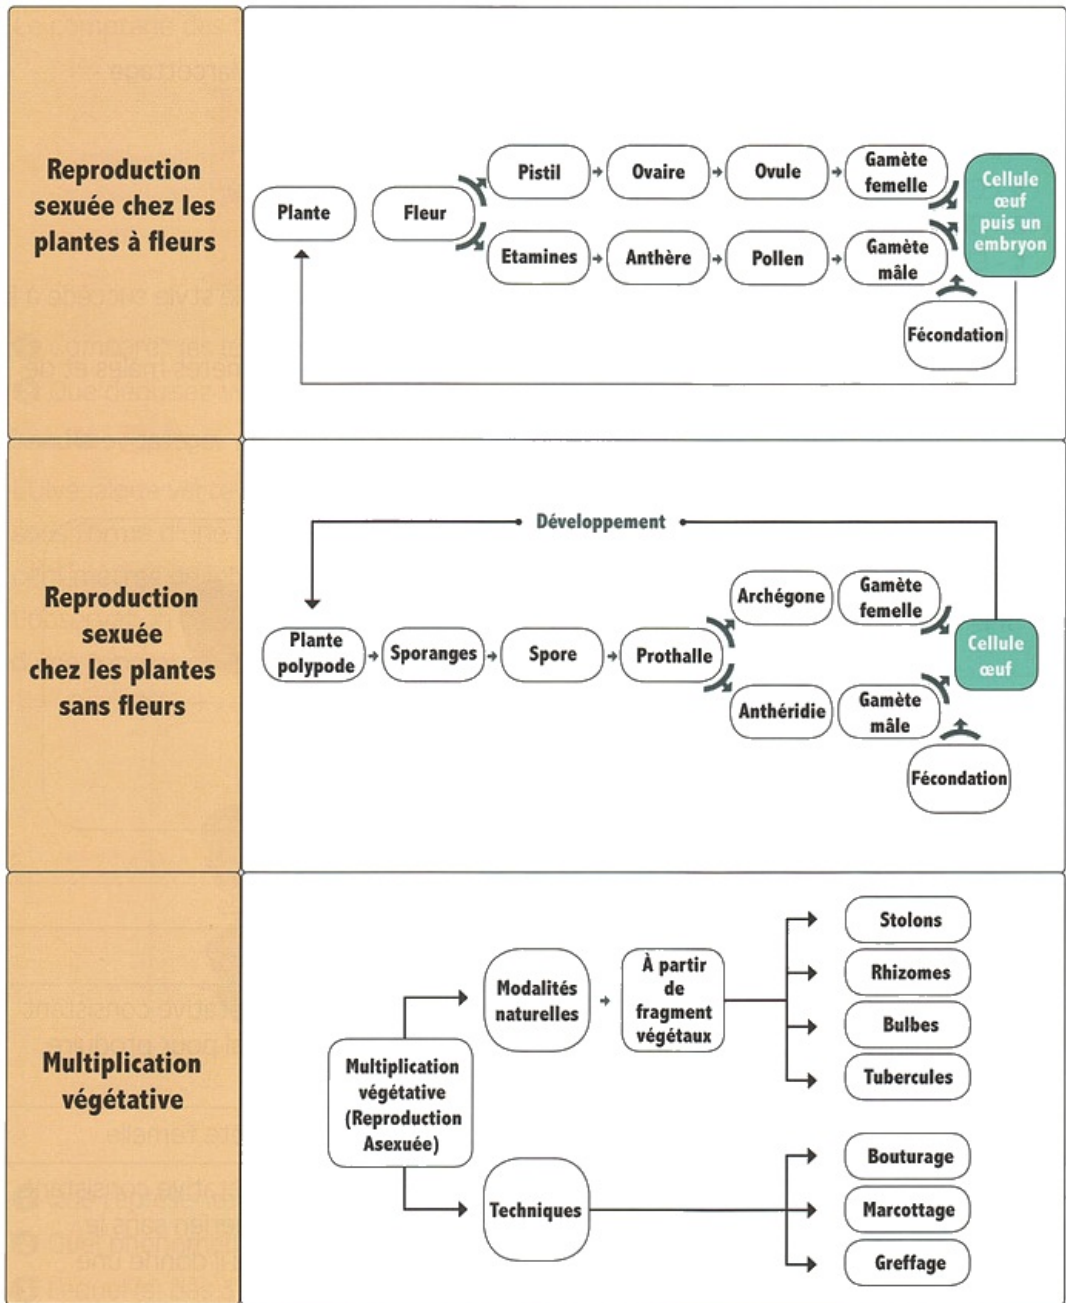 Reproduction
sexuée chez les
plantes à fleurs
Plante
Fleur
Pistil
Ovaire
Ovule
Gamète
femelle
Etamines
Anthère
Pollen
Gamète
mâle
Cellule
œuf
puis un
embryon
Fécondation
Reproduction
sexuée
chez les plantes
sans fleurs
Développement
Plante
polypode
Sporanges
Spore
Prothalle
Archégone
Gamète
femelle
Anthéridie
Gamète
mâle
Cellule
œuf
Fécondation
Multiplication
végétative
Multiplication
végétative
(Reproduction
Asexuée)
Modalités
naturelles
À partir
de
fragment
végétaux
Stolons
Rhizomes
Bulbes
Tubercules
Techniques
Bouturage
Marcottage
Greffage